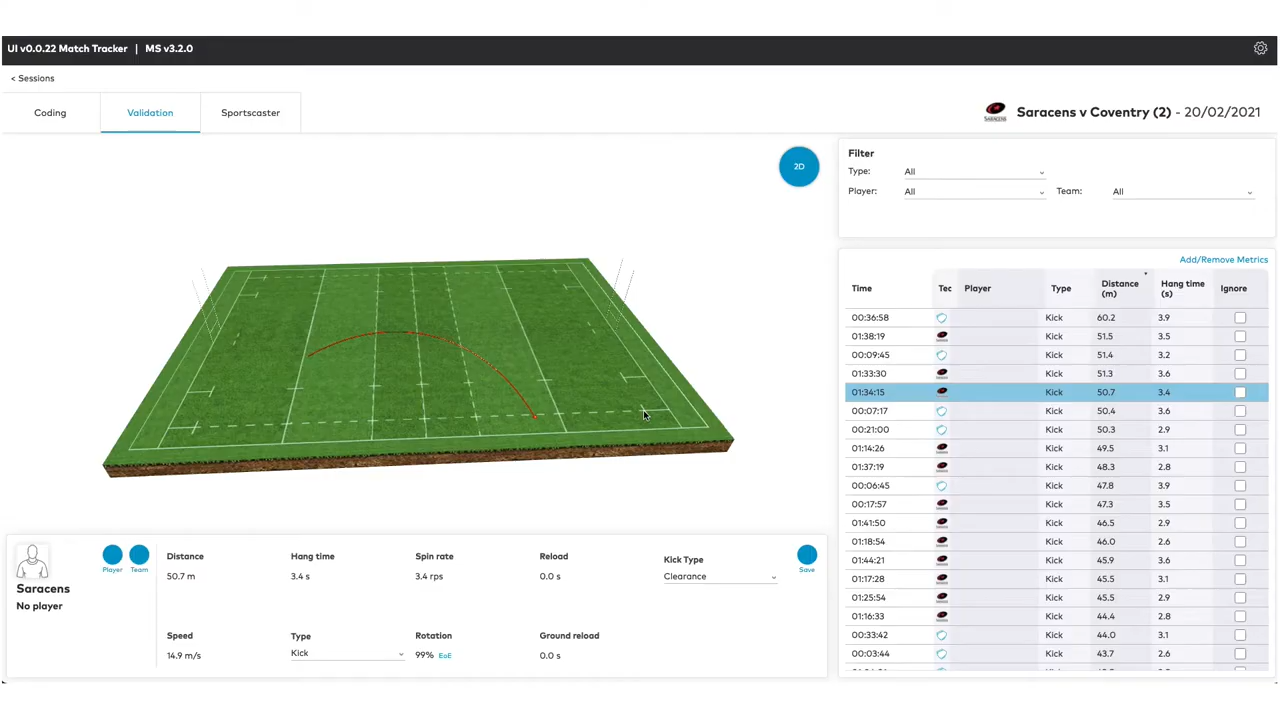 UI v0.0.22 Match Tracker | MS v3.2.0
< Sessions
Coding Validation Sportscaster
SARACENS
Saracens v Coventry (2) - 20/02/2021
2D
Filter
Type: All
Player: All Team: All
Add/Remove Metrics
Time Tec Player Type Distance (m) Hang time (s) Ignore
00:36:58 Kick 60.2 3.9
01:38:19 Kick 51.5 3.5
00:09:45 Kick 51.4 3.2
01:33:30 Kick 51.3 3.6
01:34:15 Kick 50.7 3.4
00:07:17 Kick 50.4 3.6
00:21:00 Kick 50.3 2.9
01:14:26 Kick 49.5 3.1
01:37:19 Kick 48.3 2.8
00:06:45 Kick 47.8 3.9
00:17:57 Kick 47.3 3.5
01:41:50 Kick 46.5 2.9
01:18:54 Kick 46.0 2.6
01:44:21 Kick 45.9 3.6
01:17:28 Kick 45.5 3.1
01:25:54 Kick 45.5 2.9
01:16:33 Kick 44.4 2.8
00:33:42 Kick 44.0 3.1
00:03:44 Kick 43.7 2.6
Player Team
Saracens
No player
Distance Hang time Spin rate Reload Kick Type
50.7 m 3.4 s 3.4 rps 0.0 s Clearance
Save
Speed Type Rotation Ground reload
14.9 m/s Kick 99% EoE 0.0 s